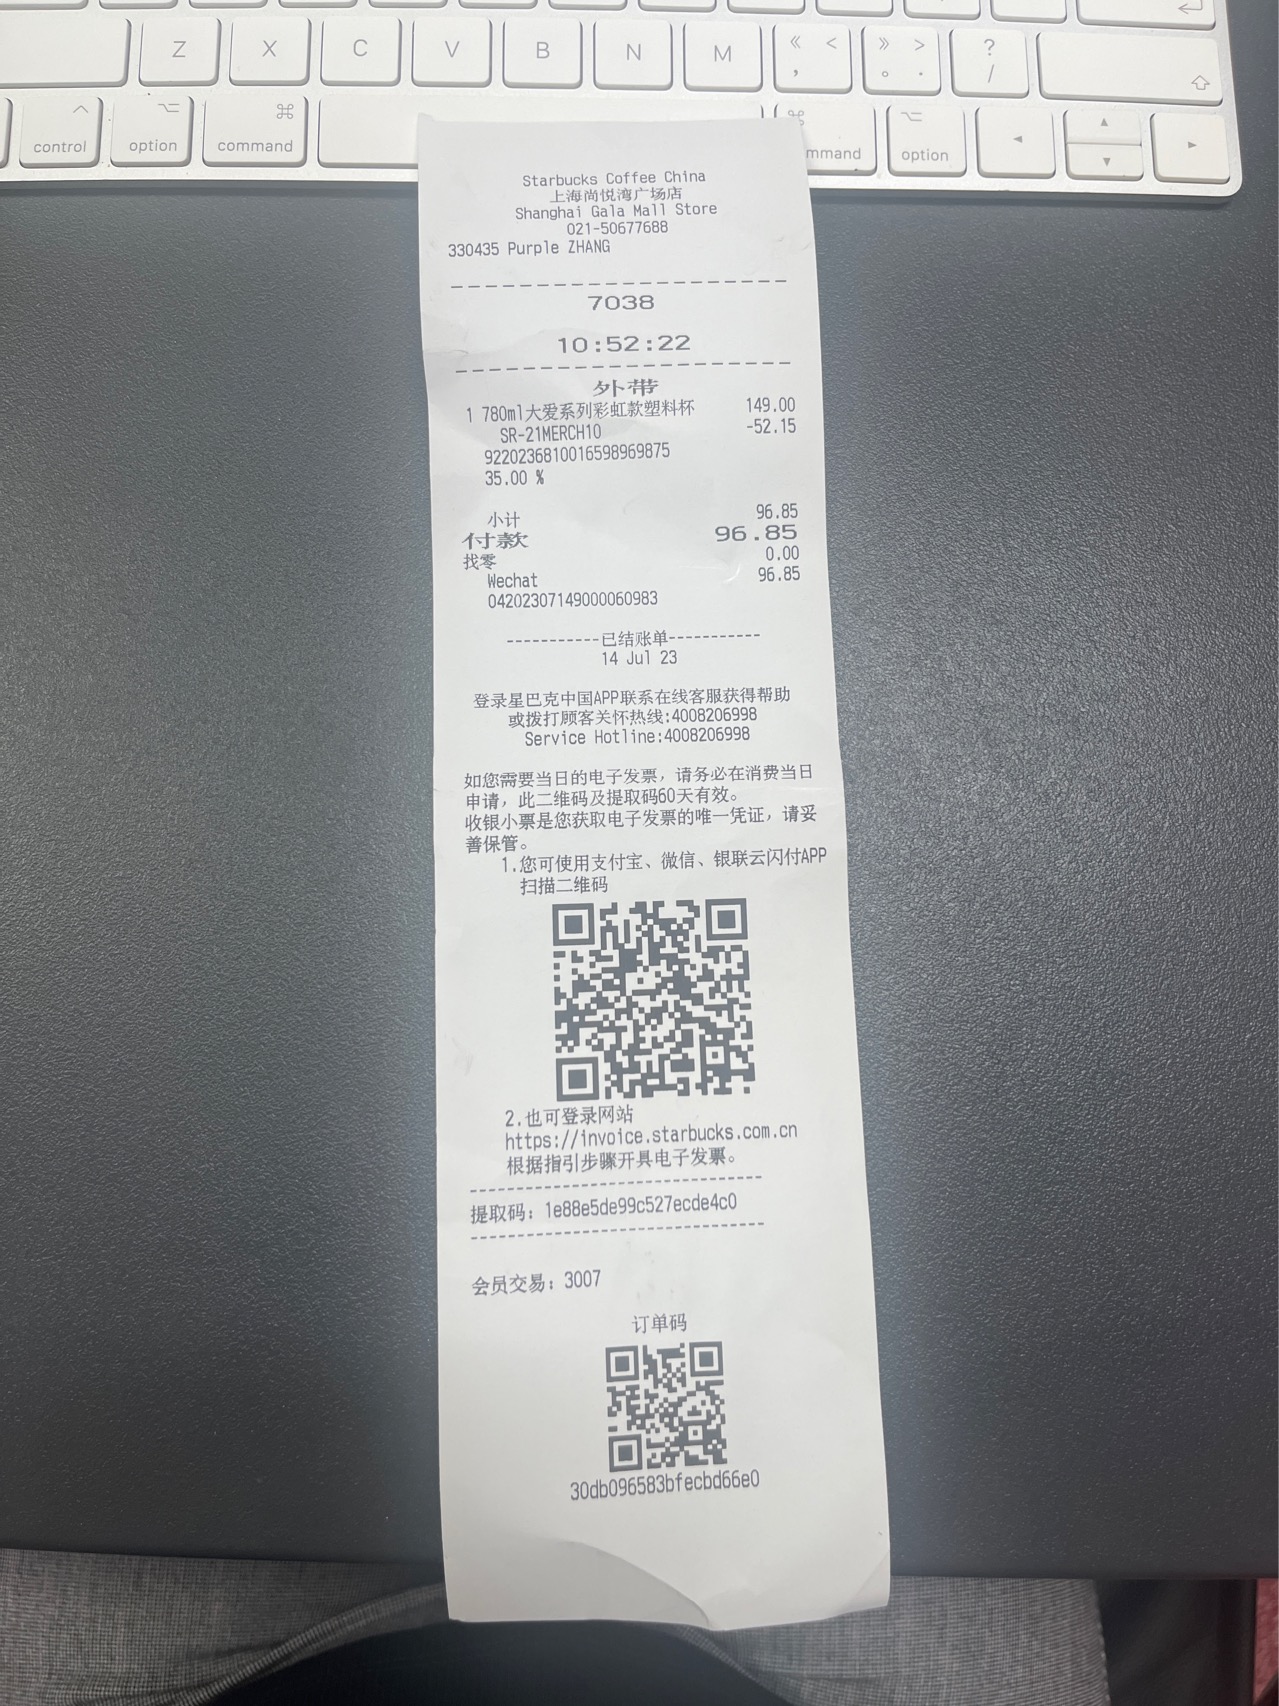 Z X C V B N M « < , » > 。 . ? /
control option command command option
Starbucks Coffee China
上海尚悦湾广场店
Shanghai Gala Mall Store
021-50677688
330435 Purple ZHANG
7038
10:52:22
外带
1 780ml大爱系列彩虹款塑料杯 149.00
SR-21MERCH10 -52.15
9220236810016598969875
35.00 %
小计 96.85
付款 96.85
找零 0.00
Wechat 96.85
04202307149000060983
-----------已结账单-----------
14 Jul 23
登录星巴克中国APP联系在线客服获得帮助
或拨打顾客关怀热线:4008206998
Service Hotline:4008206998
如您需要当日的电子发票，请务必在消费当日
申请，此二维码及提取码60天有效。
收银小票是您获取电子发票的唯一凭证，请妥
善保管。
1.您可使用支付宝、微信、银联云闪付APP
扫描二维码
2.也可登录网站
https://invoice.starbucks.com.cn
根据指引步骤开具电子发票。
提取码: 1e88e5de99c527ecde4c0
会员交易: 3007
订单码
30db096583bfecbd66e0